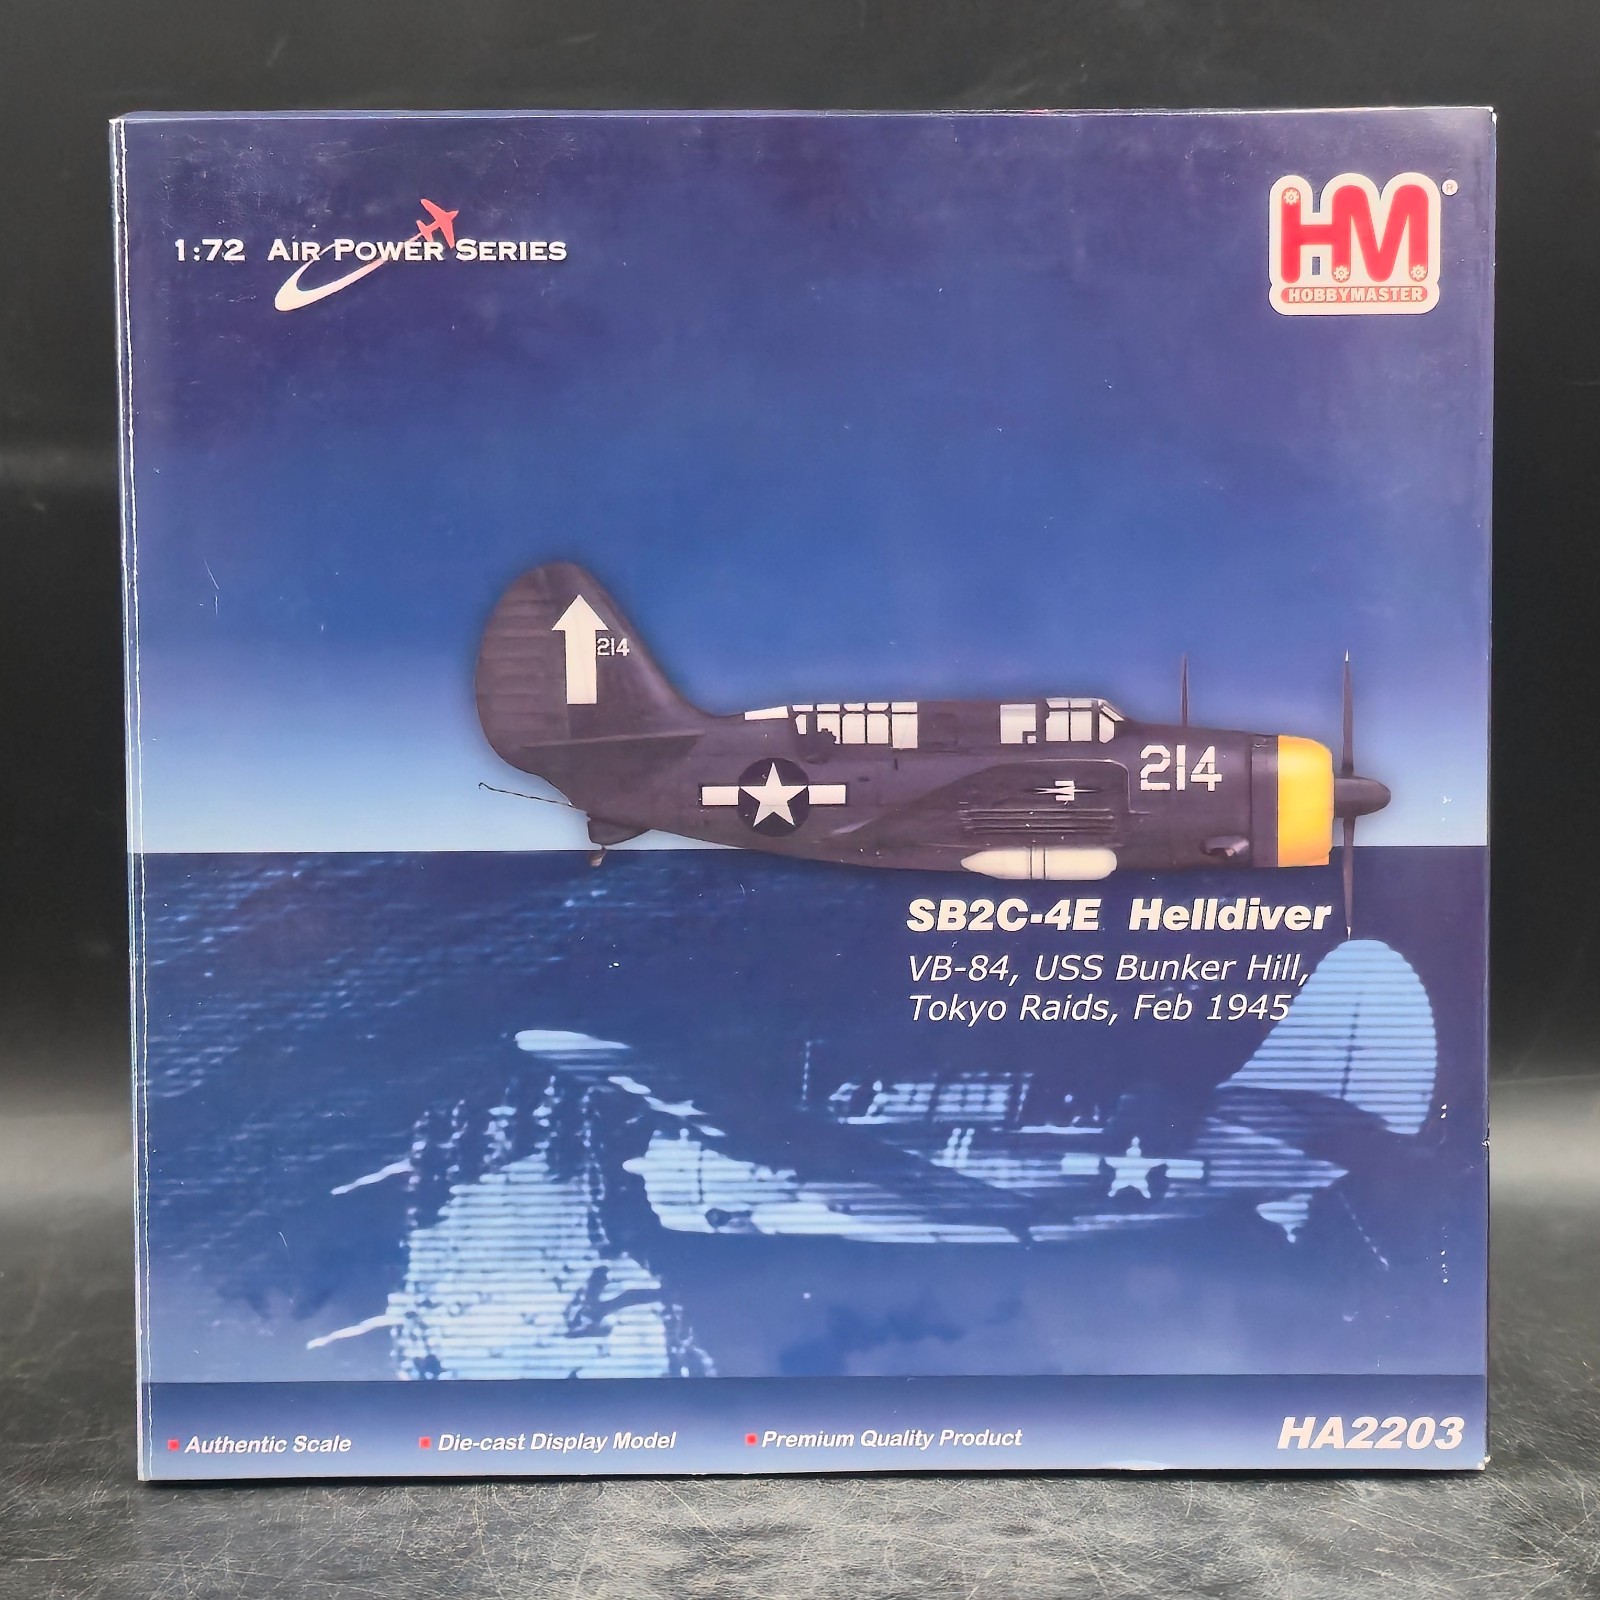 1:72 AIR POWER SERIES
HM
®
HOBBYMASTER
214
214
SB2C-4E Helldiver
VB-84, USS Bunker Hill,
Tokyo Raids, Feb 1945
Authentic Scale
Die-cast Display Model
Premium Quality Product
HA2203